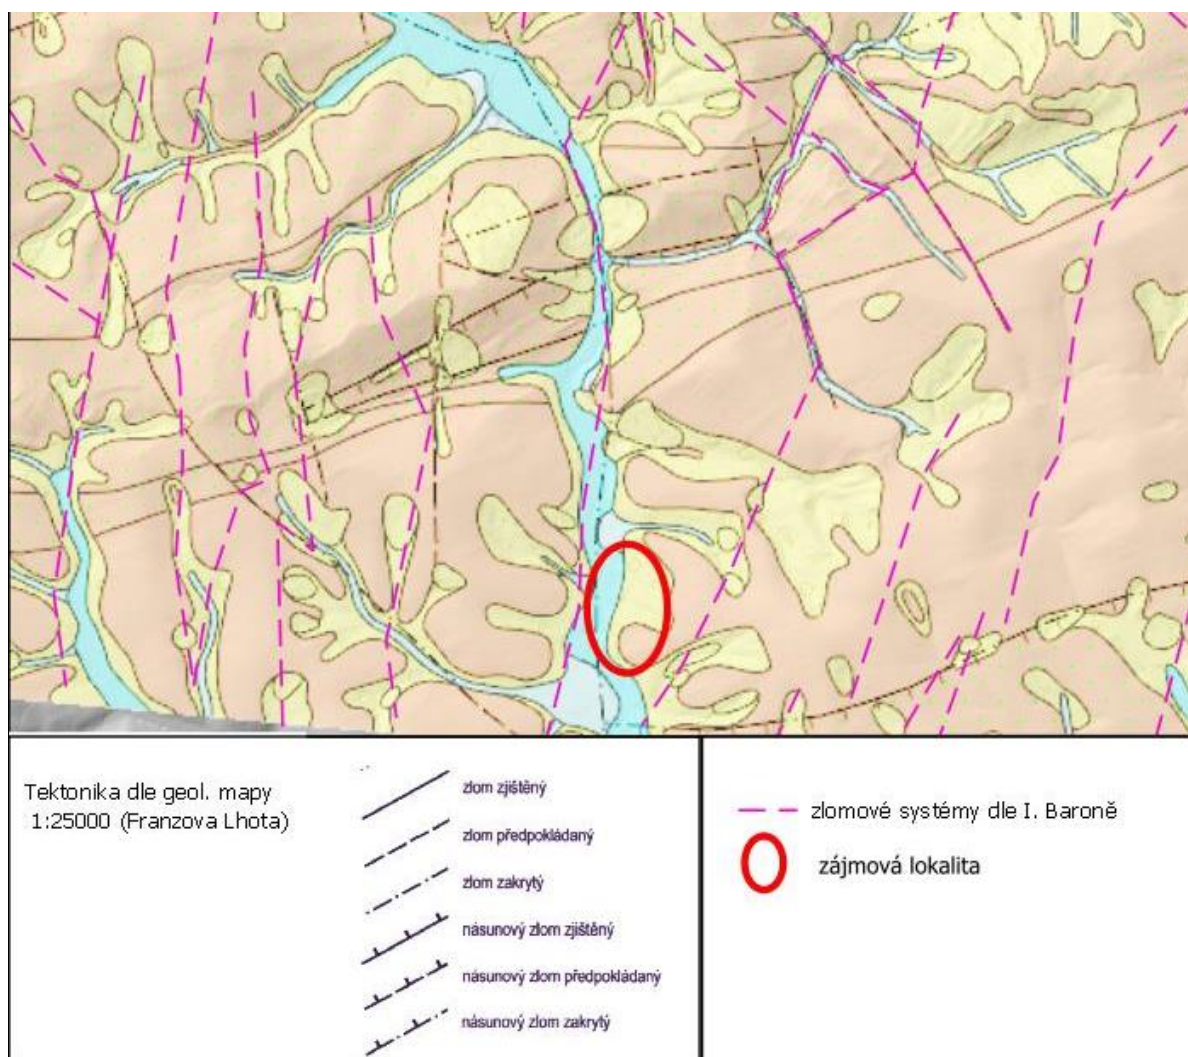 Tektonika dle geol. mapy
1:25000 (Franzova Lhota)
zlom zjištěný
zlom předpokládaný
zlom zakrytý
násunový zlom zjištěný
násunový zlom předpokládaný
násunový zlom zakrytý
zlomové systémy dle I. Baroně
zájmová lokalita